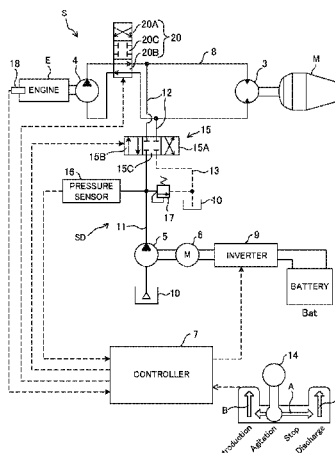 S
20A
20C
20
20B
18
E
4
8
3
M
ENGINE
12
15
15B
15A
15C
13
16
PRESSURE
SENSOR
17
10
11
SD
5
6
9
M
INVERTER
10
BATTERY
Bat
7
14
CONTROLLER
B
A
Agitation
Stop
Discharge